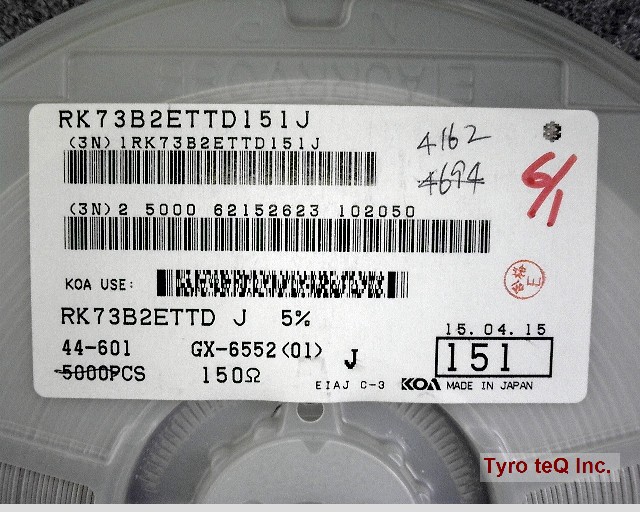 RK73B2ETTD151J
(3N)1RK73B2ETTD151J
4162
4694
6/1
(3N)2 5000 62152623 102050
KOA USE:
RK73B2ETTD J 5%
15.04.15
44-601 GX-6552(01) J 151
5000PCS 150Ω EIAJ C-3 KOA MADE IN JAPAN
Tyro teQ Inc.